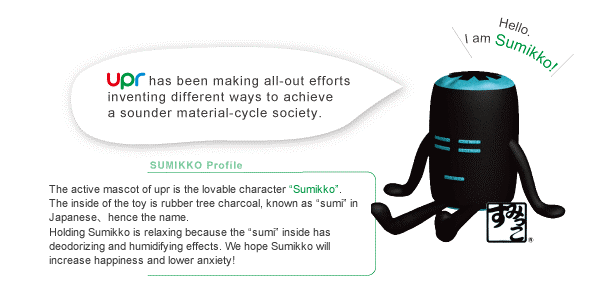 Hello.
I am Sumikko!
upr has been making all-out efforts
inventing different ways to achieve
a sounder material-cycle society.
SUMIKKO Profile
The active mascot of upr is the lovable character “Sumikko”.
The inside of the toy is rubber tree charcoal, known as “sumi” in
Japanese、hence the name.
Holding Sumikko is relaxing because the “sumi” inside has
deodorizing and humidifying effects. We hope Sumikko will
increase happiness and lower anxiety!
すみっこ®